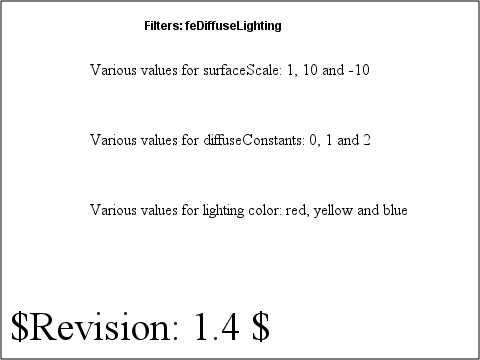 Filters: feDiffuseLighting
Various values for surfaceScale: 1, 10 and -10
Various values for diffuseConstants: 0, 1 and 2
Various values for lighting color: red, yellow and blue
$Revision: 1.4 $